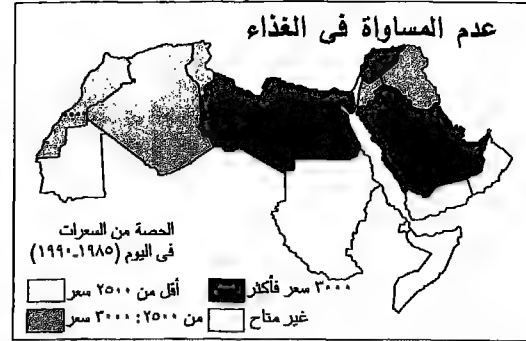 عدم المساواة فى الغذاء
الحصة من السعرات
فى اليوم (١٩٨٥-١٩٩٠)
٣٠٠٠ سعر فأكثر
أقل من ٢٥٠٠ سعر
غير متاح
من ٢٥٠٠ : ٣٠٠٠ سعر